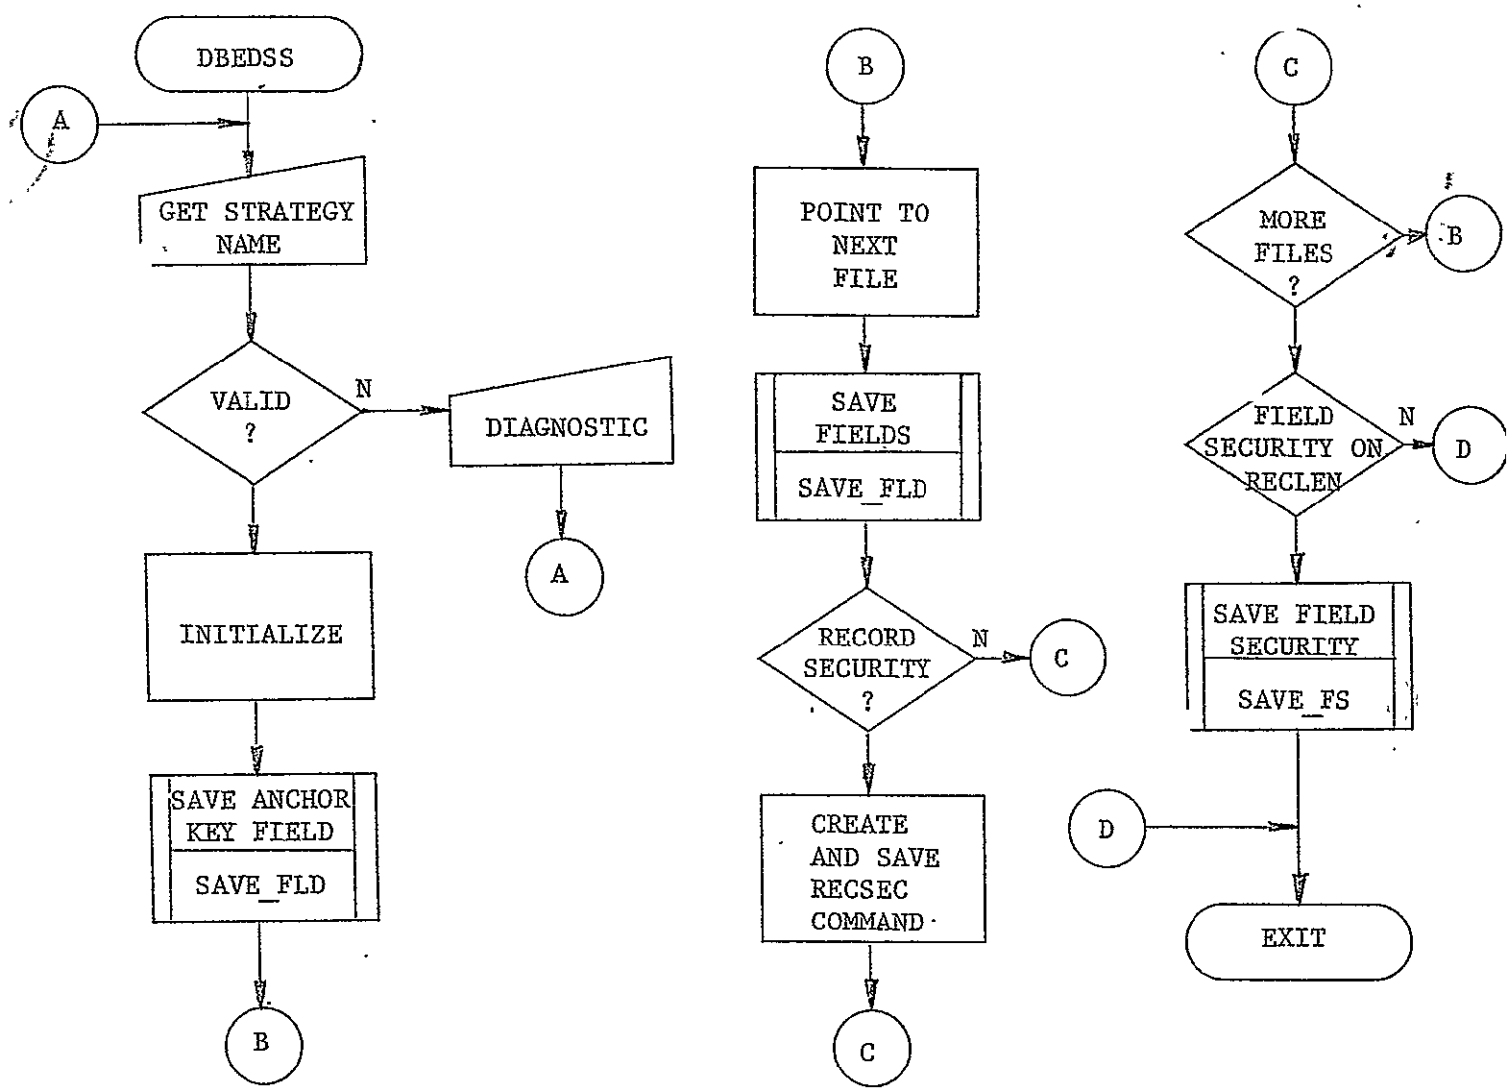 DBEDSS
A
GET STRATEGY
NAME
VALID
?
N
DIAGNOSTIC
A
INITIALIZE
SAVE ANCHOR
KEY FIELD
SAVE_FLD
B
B
POINT TO
NEXT
FILE
SAVE
FIELDS
SAVE_FLD
RECORD
SECURITY
?
N
C
CREATE
AND SAVE
RECSEC
COMMAND
C
C
MORE
FILES
?
B
FIELD
SECURITY ON
RECLEN
N
D
SAVE FIELD
SECURITY
SAVE_FS
D
EXIT